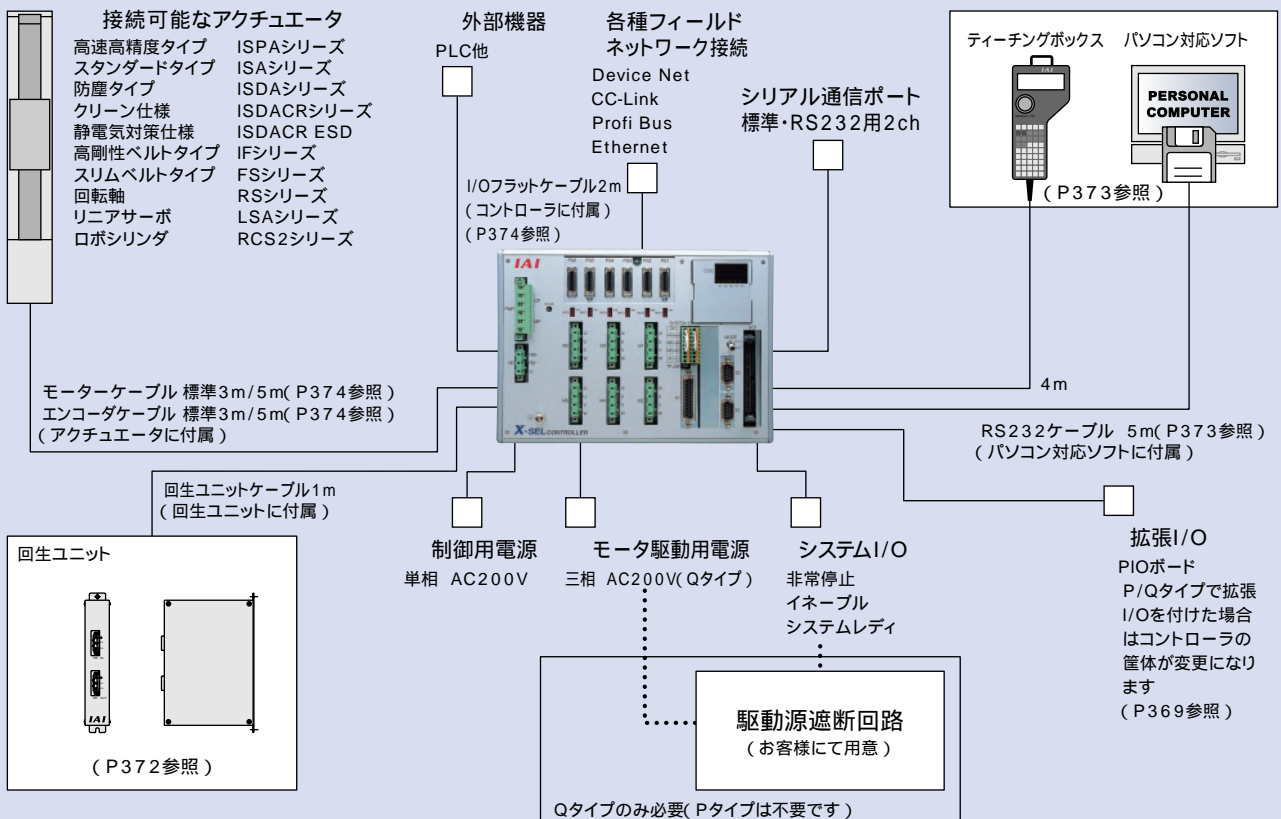 接続可能なアクチュエータ
高速高精度タイプ ISPAシリーズ
スタンダードタイプ ISAシリーズ
防塵タイプ ISDAシリーズ
クリーン仕様 ISDACRシリーズ
静電気対策仕様 ISDACR ESD
高剛性ベルトタイプ IFシリーズ
スリムベルトタイプ FSシリーズ
回転軸 RSシリーズ
リニアサーボ LSAシリーズ
ロボシリンダ RCS2シリーズ
外部機器
PLC他
各種フィールド
ネットワーク接続
Device Net
CC-Link
Profi Bus
Ethernet
シリアル通信ポート
標準・RS232用2ch
ティーチングボックス パソコン対応ソフト
IAI
PERSONAL
COMPUTER
(P373参照)
I/Oフラットケーブル2m
(コントローラに付属)
(P374参照)
IAI
X-SEL CONTROLLER
モーターケーブル 標準3m/5m(P374参照)
エンコーダケーブル 標準3m/5m(P374参照)
(アクチュエータに付属)
4m
RS232ケーブル 5m(P373参照)
(パソコン対応ソフトに付属)
回生ユニットケーブル1m
(回生ユニットに付属)
回生ユニット
IAI
(P372参照)
制御用電源
単相 AC200V
モータ駆動用電源
三相 AC200V(Qタイプ)
システムI/O
非常停止
イネーブル
システムレディ
拡張I/O
PIOボード
P/Qタイプで拡張
I/Oを付けた場合
はコントローラの
筐体が変更になり
ます
(P369参照)
駆動源遮断回路
(お客様にて用意)
Qタイプのみ必要(Pタイプは不要です)